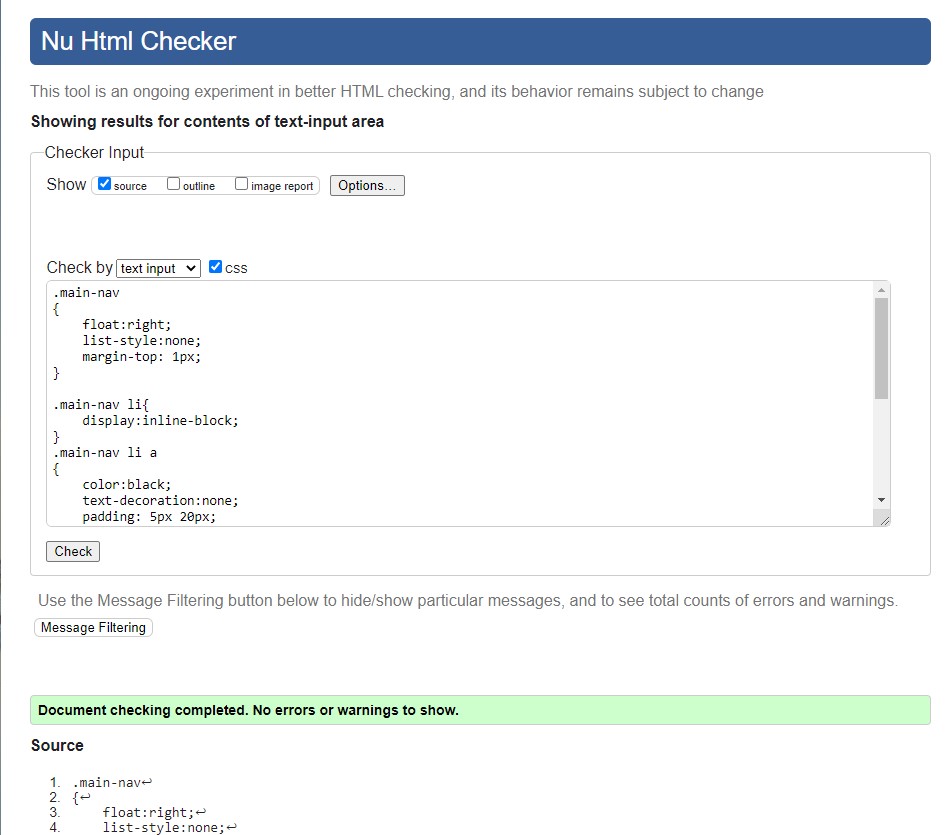 Nu Html Checker
This tool is an ongoing experiment in better HTML checking, and its behavior remains subject to change
Showing results for contents of text-input area
Checker Input
Show source outline image report Options...
Check by text input css
.main-nav
{
    float:right;
    list-style:none;
    margin-top: 1px;
}
.main-nav li{
    display:inline-block;
}
.main-nav li a
{
    color:black;
    text-decoration:none;
    padding: 5px 20px;
Check
Use the Message Filtering button below to hide/show particular messages, and to see total counts of errors and warnings.
Message Filtering
Document checking completed. No errors or warnings to show.
Source
1. .main-nav↩
2. {↩
3.     float:right;↩
4.     list-style:none;↩